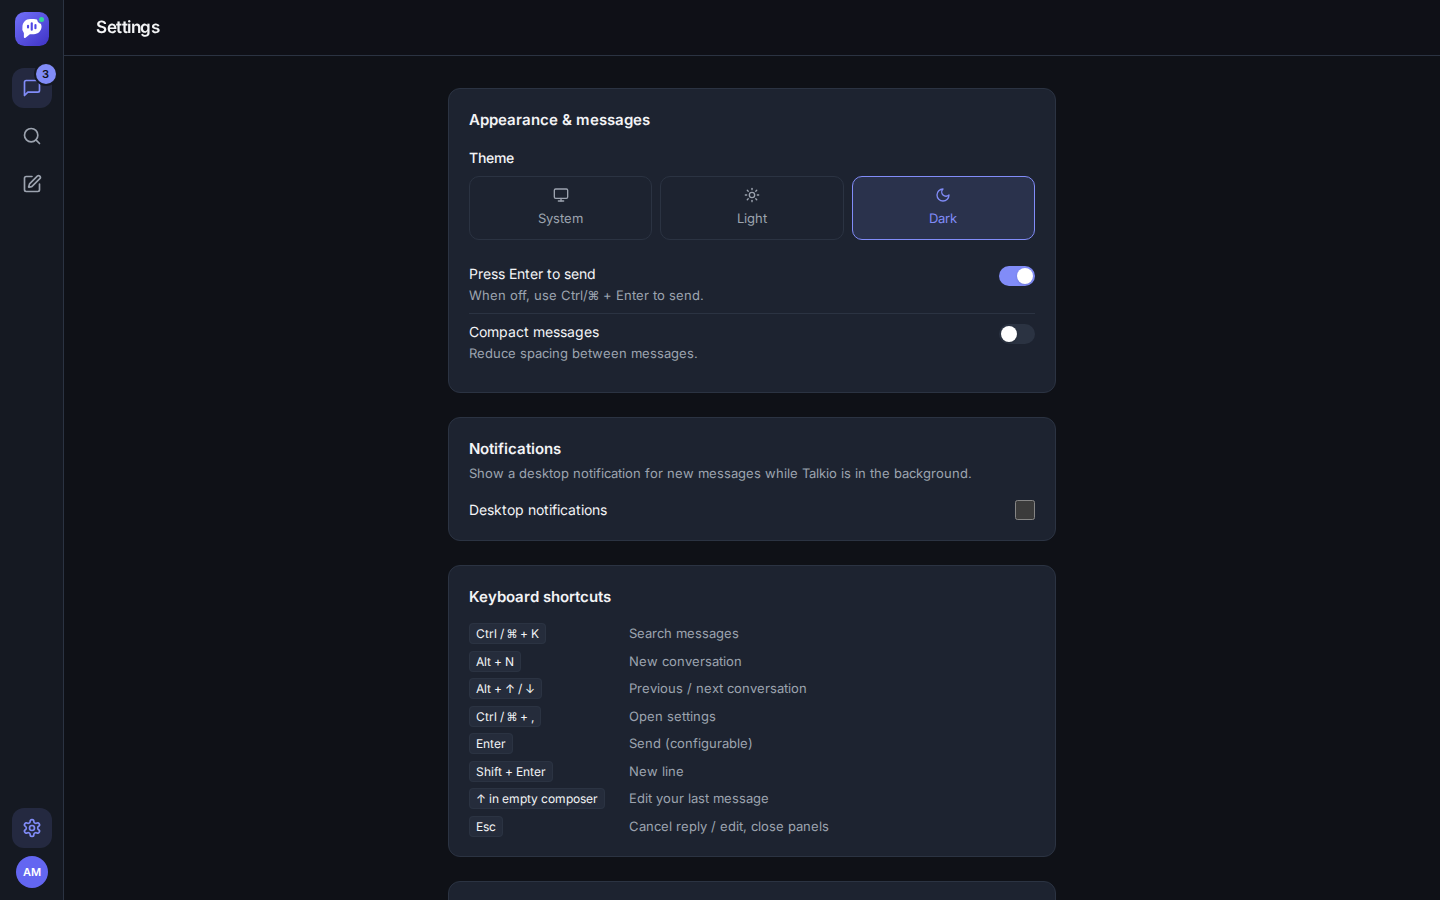 Settings
3
Appearance & messages
Theme
System
Light
Dark
Press Enter to send
When off, use Ctrl/⌘ + Enter to send.
Compact messages
Reduce spacing between messages.
Notifications
Show a desktop notification for new messages while Talkio is in the background.
Desktop notifications
Keyboard shortcuts
Ctrl / ⌘ + K Search messages
Alt + N New conversation
Alt + ↑ / ↓ Previous / next conversation
Ctrl / ⌘ + , Open settings
Enter Send (configurable)
Shift + Enter New line
↑ in empty composer Edit your last message
Esc Cancel reply / edit, close panels
AM